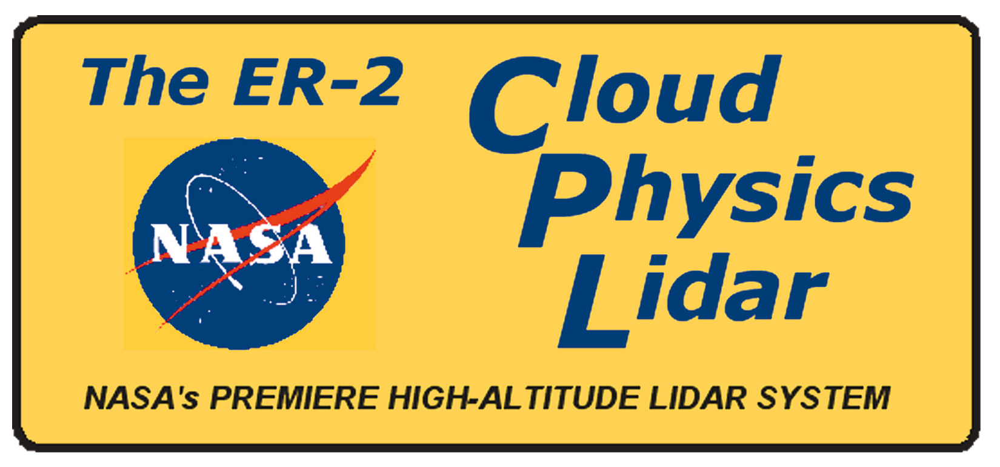 The ER-2
NASA
Cloud
Physics
Lidar
NASA's PREMIERE HIGH-ALTITUDE LIDAR SYSTEM